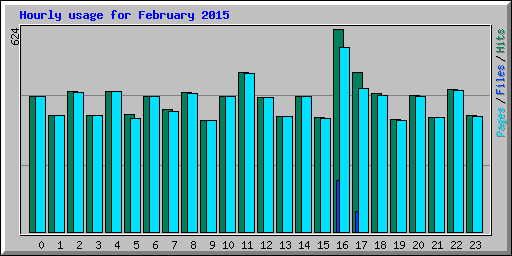 Hourly usage for February 2015
624
Pages / Files / Hits
0 1 2 3 4 5 6 7 8 9 10 11 12 13 14 15 16 17 18 19 20 21 22 23